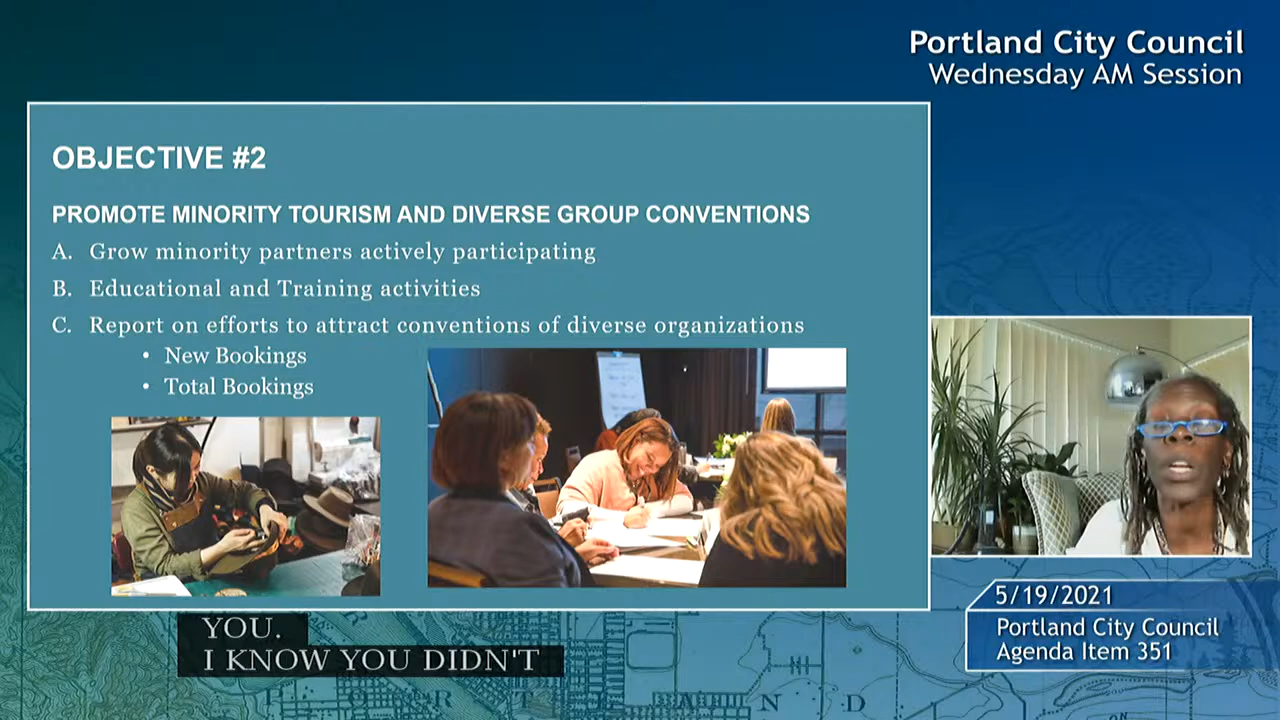 Portland City Council
Wednesday AM Session
OBJECTIVE #2
PROMOTE MINORITY TOURISM AND DIVERSE GROUP CONVENTIONS
A. Grow minority partners actively participating
B. Educational and Training activities
C. Report on efforts to attract conventions of diverse organizations
• New Bookings
• Total Bookings
5/19/2021
Portland City Council
Agenda Item 351
YOU.
I KNOW YOU DIDN'T